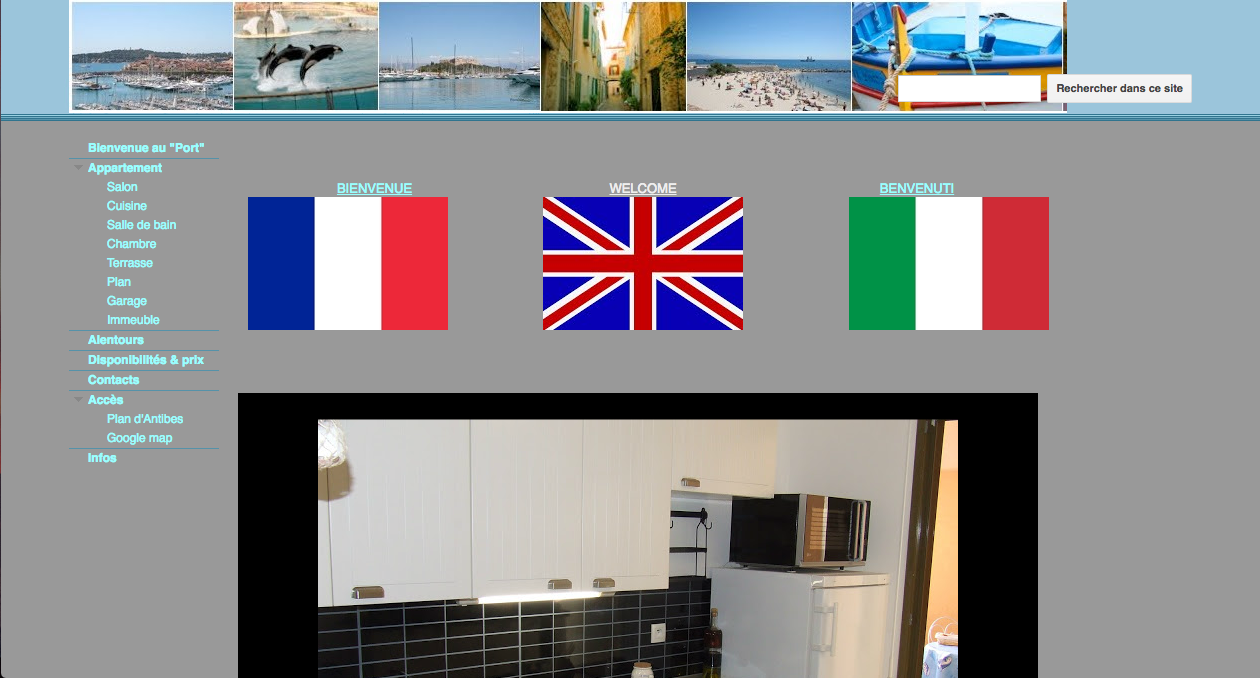 Rechercher dans ce site
Bienvenue au "Port"
Appartement
Salon
Cuisine
Salle de bain
Chambre
Terrasse
Plan
Garage
Immeuble
Alentours
Disponibilités & prix
Contacts
Accès
Plan d'Antibes
Google map
Infos
BIENVENUE
WELCOME
BENVENUTI